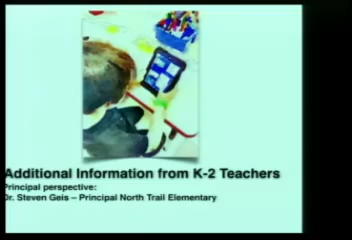 Additional Information from K-2 Teachers
Principal perspective:
Dr. Steven Geis – Principal North Trail Elementary